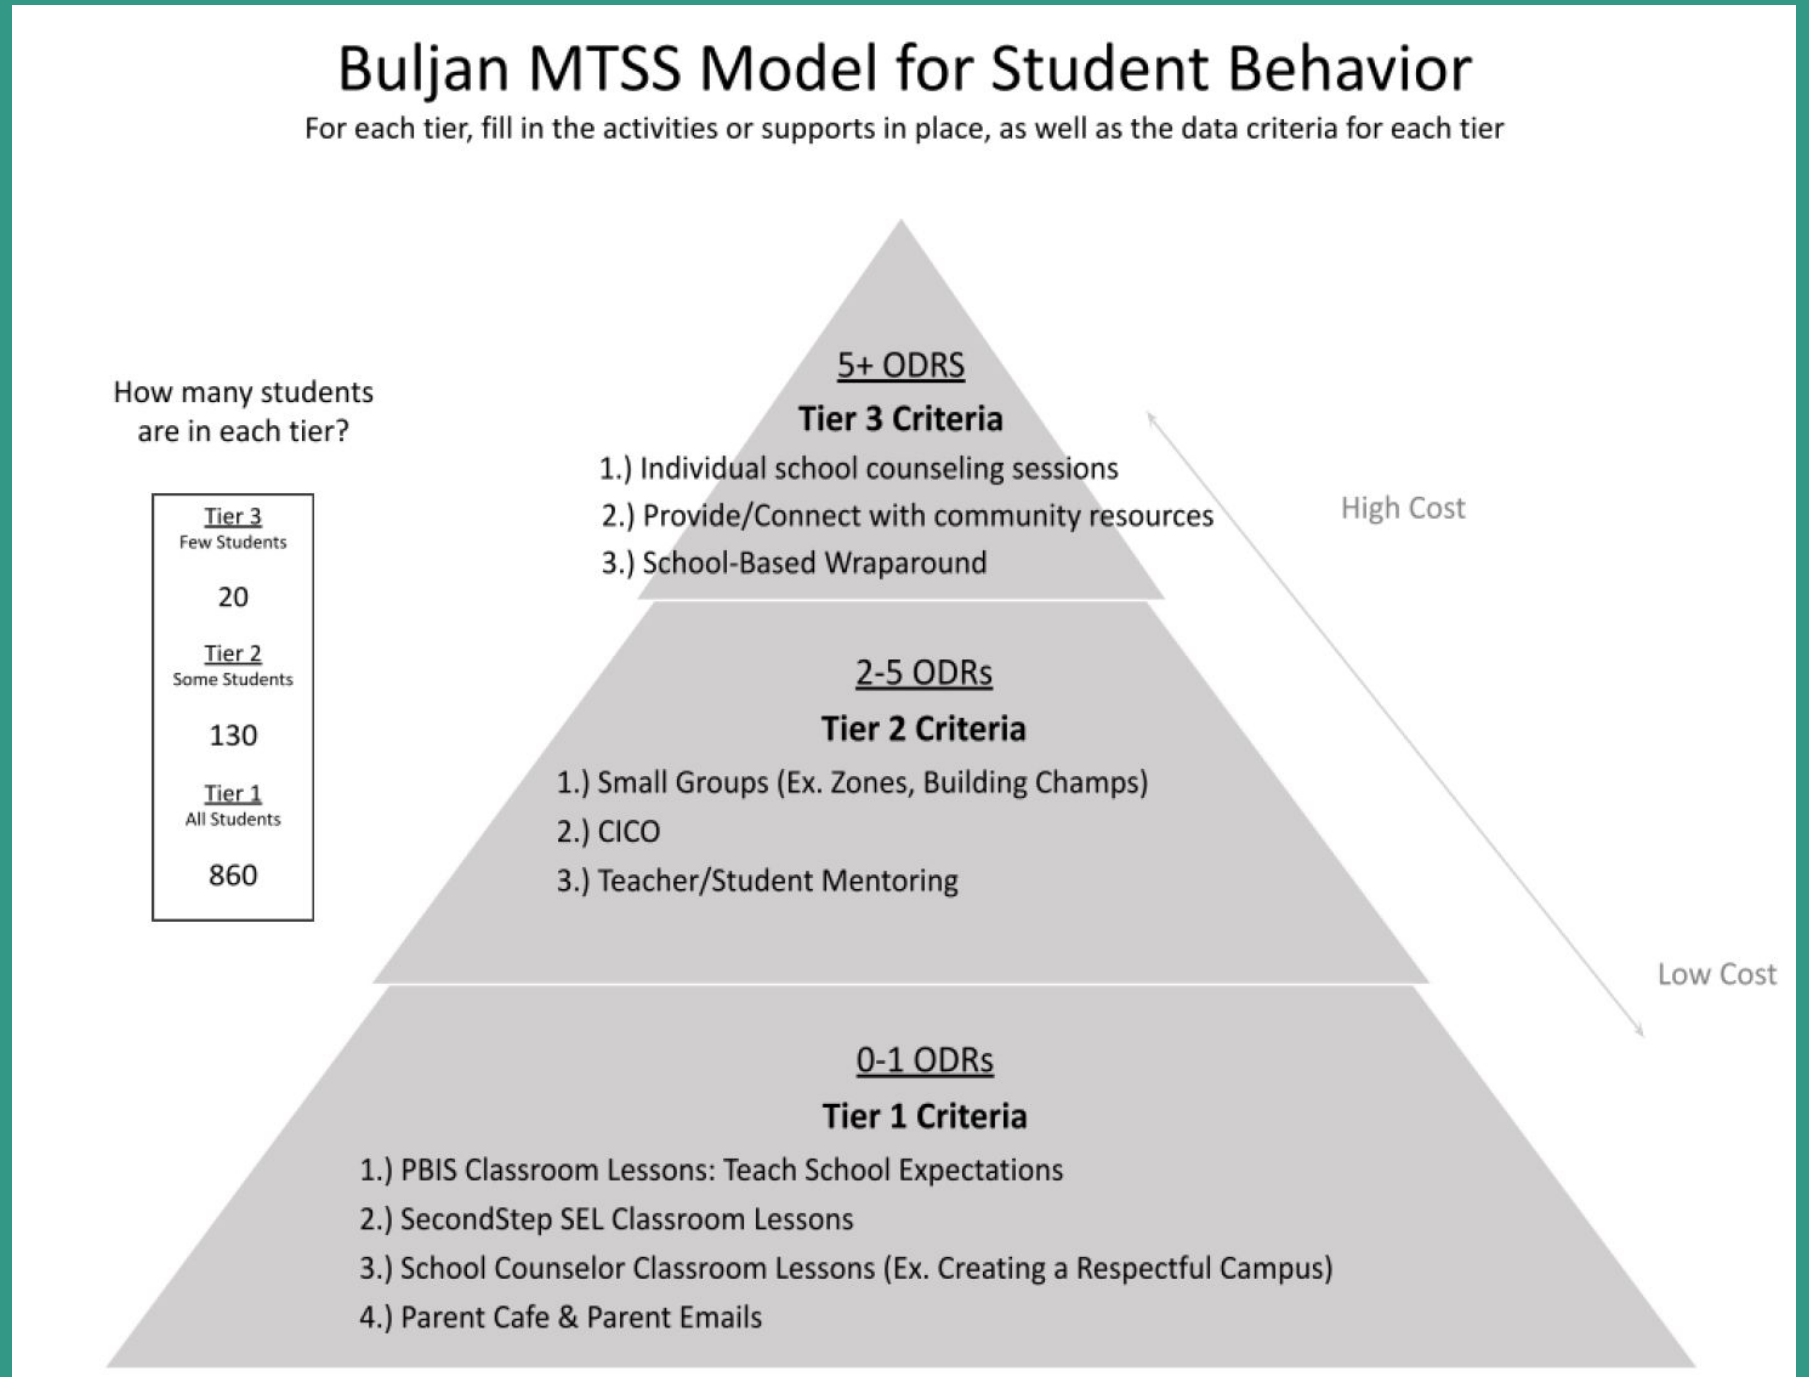 Buljan MTSS Model for Student Behavior
For each tier, fill in the activities or supports in place, as well as the data criteria for each tier
How many students
are in each tier?
Tier 3
Few Students
20
Tier 2
Some Students
130
Tier 1
All Students
860
5+ ODRS
Tier 3 Criteria
1.) Individual school counseling sessions
2.) Provide/Connect with community resources
3.) School-Based Wraparound
2-5 ODRs
Tier 2 Criteria
1.) Small Groups (Ex. Zones, Building Champs)
2.) CICO
3.) Teacher/Student Mentoring
0-1 ODRs
Tier 1 Criteria
1.) PBIS Classroom Lessons: Teach School Expectations
2.) SecondStep SEL Classroom Lessons
3.) School Counselor Classroom Lessons (Ex. Creating a Respectful Campus)
4.) Parent Cafe & Parent Emails
High Cost
Low Cost